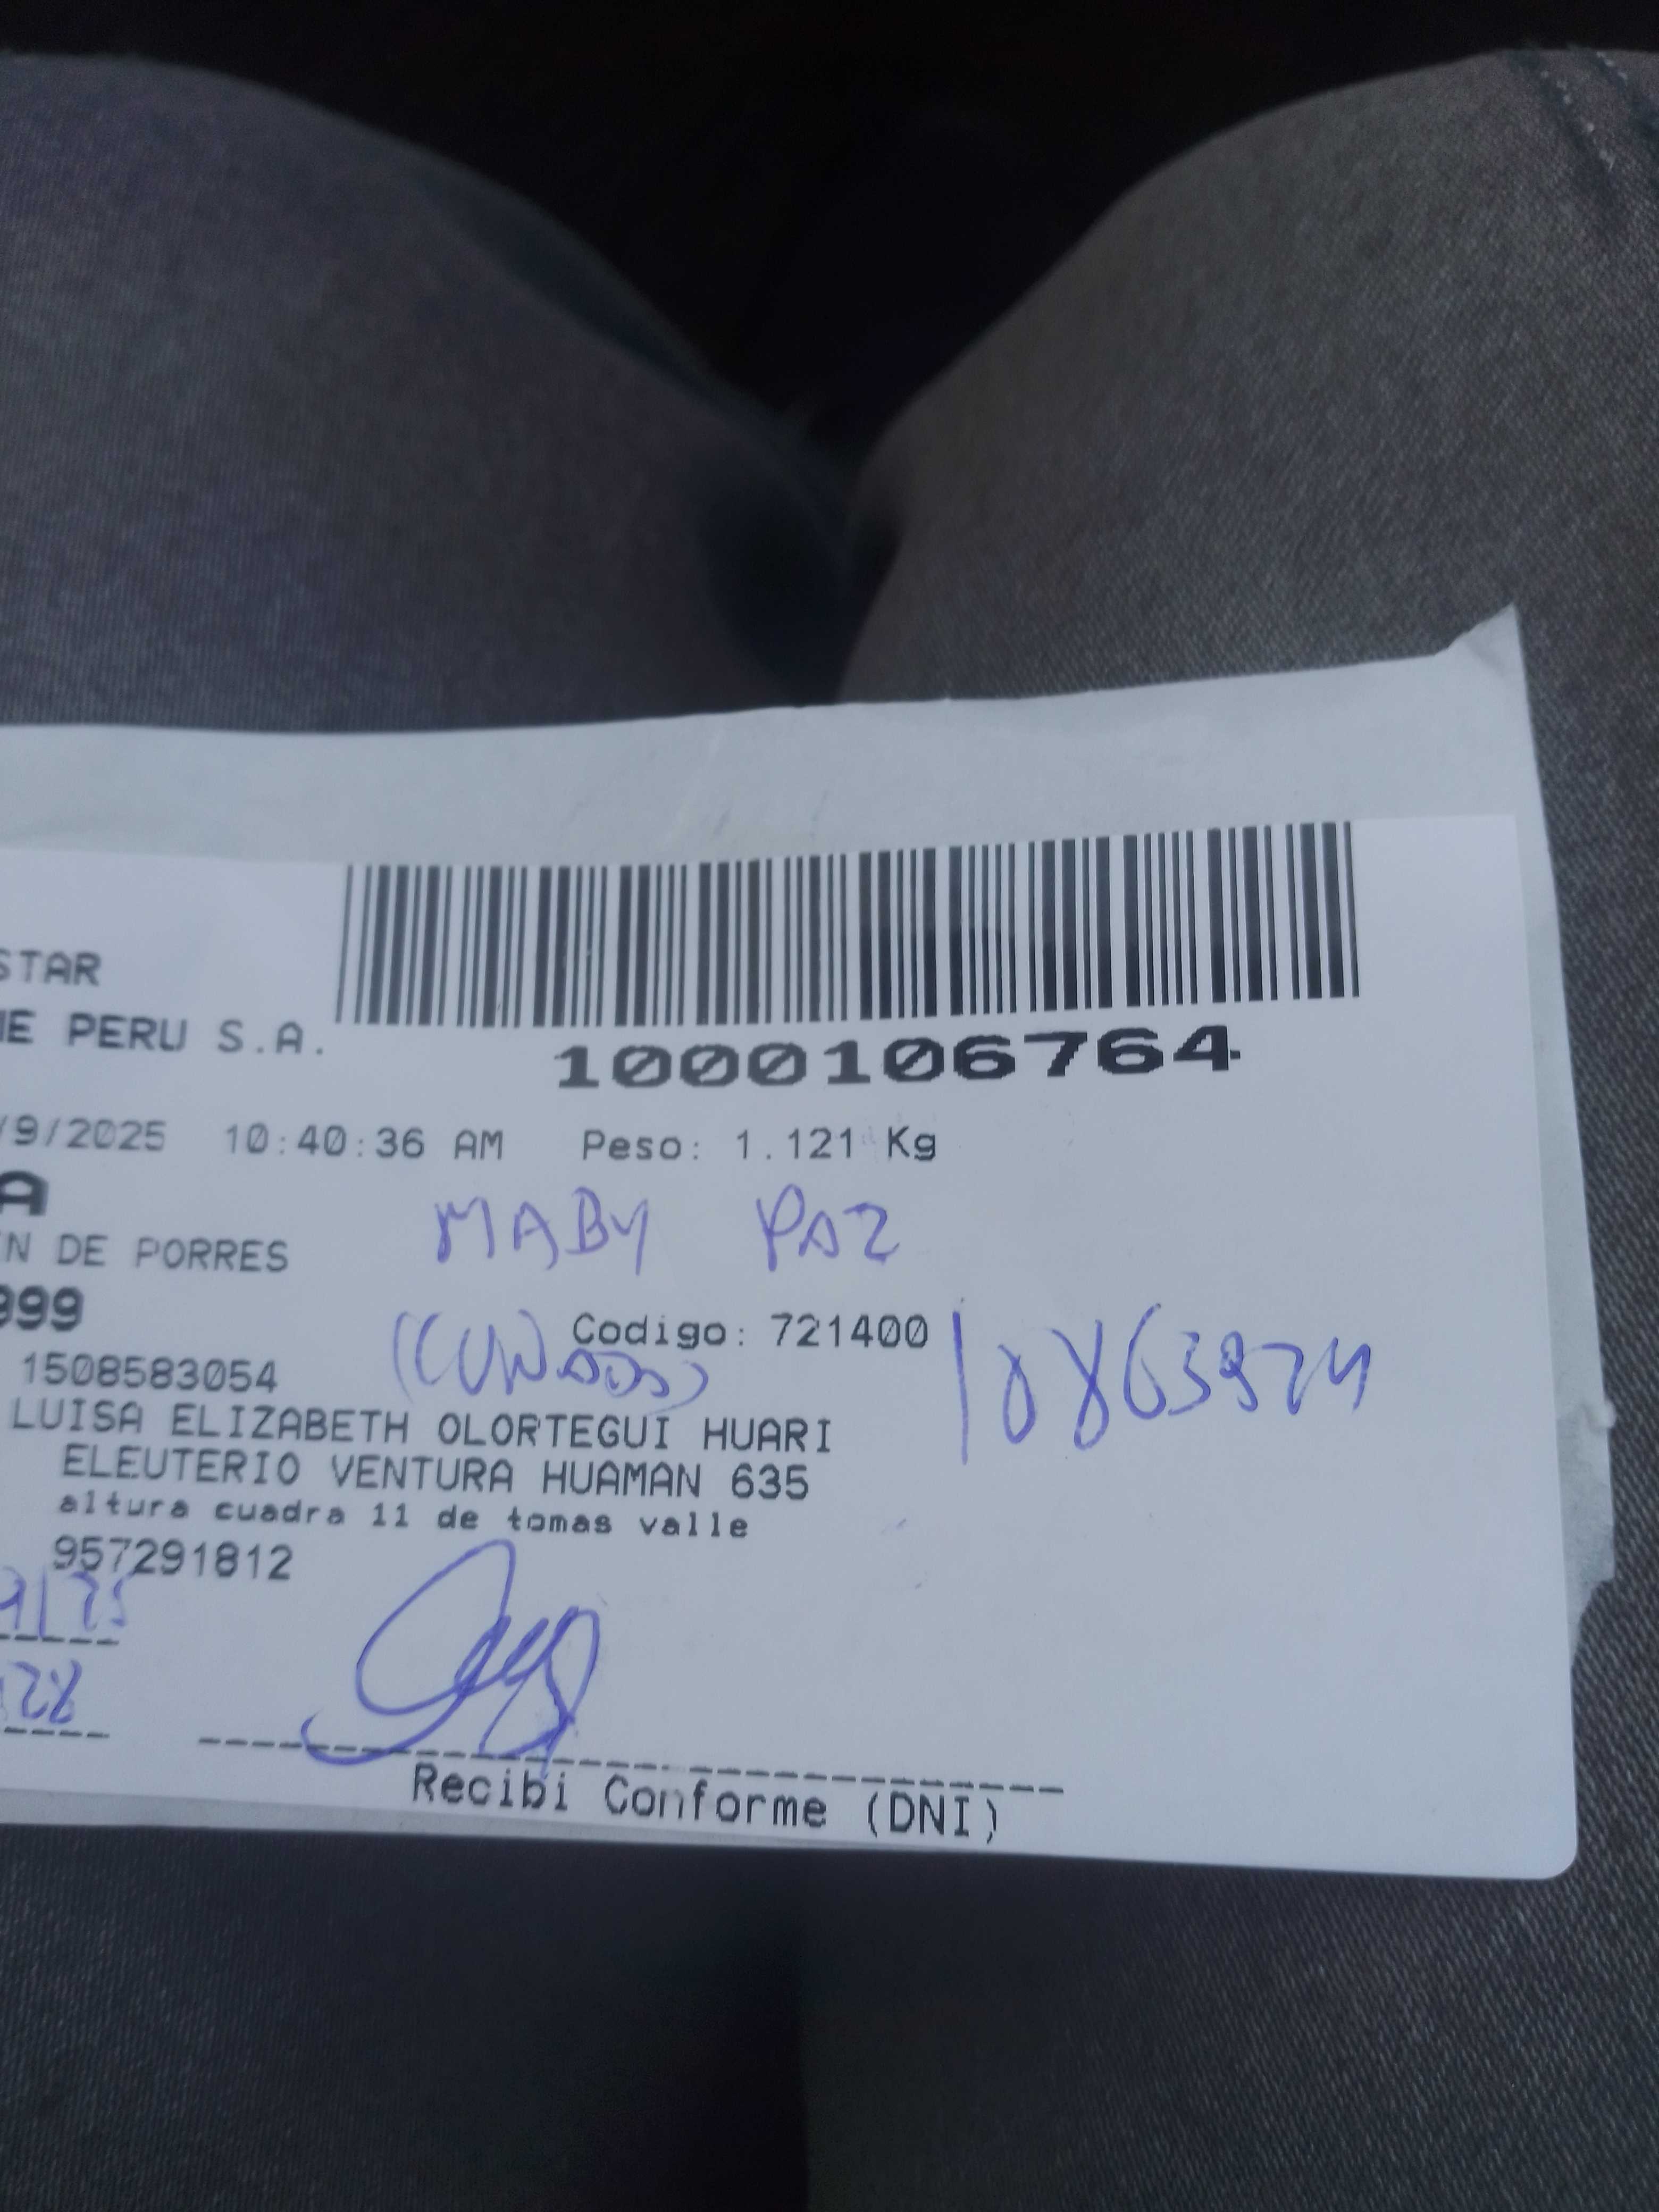 STAR
NE PERU S.A.
1000106764
/9/2025 10:40:36 AM Peso: 1.121 Kg
A
MABY PAZ
N DE PORRES
999
Codigo: 721400
1508583054
LUISA ELIZABETH OLORTEGUI HUARI
ELEUTERIO VENTURA HUAMAN 635
altura cuadra 11 de tomas valle
957291812
28
Recibi Conforme (DNI)